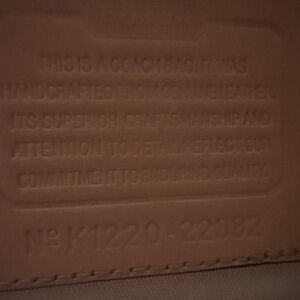 THIS IS A COACH BAG. IT WAS
HANDCRAFTED FROM GENUINE LEATHER.
ITS SUPERIOR CRAFTSMANSHIP AND
ATTENTION TO DETAIL REFLECT OUR
COMMITMENT TO ENDURING QUALITY.
Nº K1220-22382